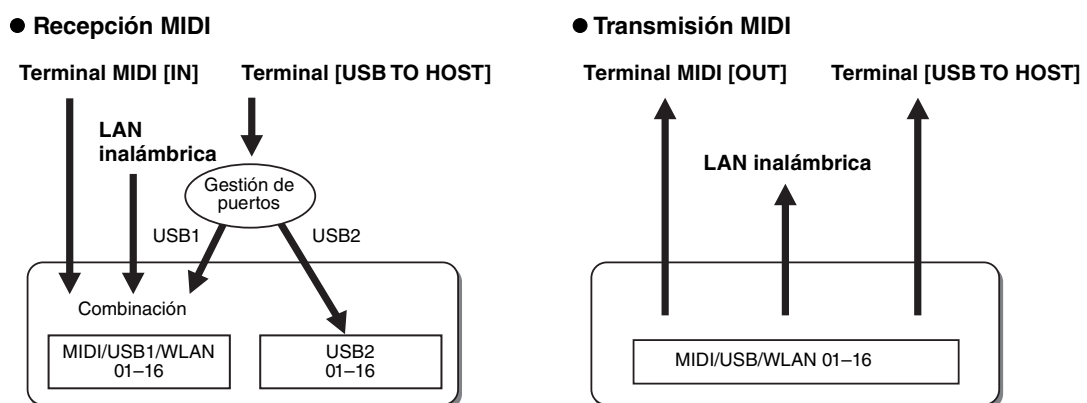 ● Recepción MIDI
Terminal MIDI [IN]
Terminal [USB TO HOST]
LAN
inalámbrica
Gestión de
puertos
USB1
USB2
Combinación
MIDI/USB1/WLAN
01–16
USB2
01–16
● Transmisión MIDI
Terminal MIDI [OUT]
Terminal [USB TO HOST]
LAN inalámbrica
MIDI/USB/WLAN 01–16